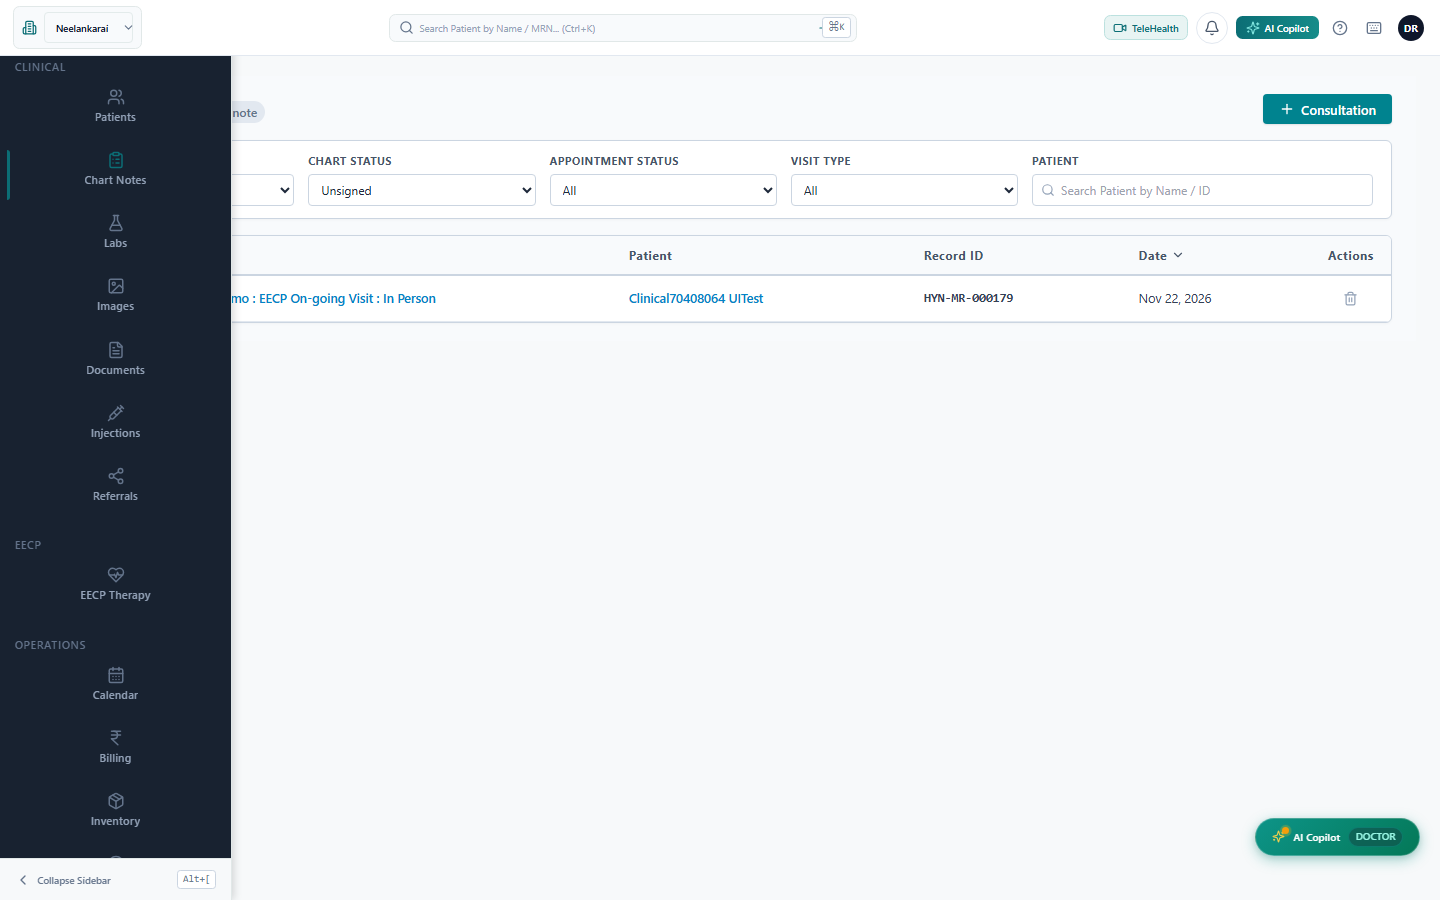 Neelankarai
Search Patient by Name / MRN... (Ctrl+K)
⌘K
TeleHealth
AI Copilot
DR
CLINICAL
Patients
Chart Notes
Labs
Images
Documents
Injections
Referrals
EECP
EECP Therapy
OPERATIONS
Calendar
Billing
Inventory
Collapse Sidebar
Alt+[
note
+ Consultation
CHART STATUS
APPOINTMENT STATUS
VISIT TYPE
PATIENT
Unsigned
All
All
Search Patient by Name / ID
Patient
Record ID
Date
Actions
mo : EECP On-going Visit : In Person
Clinical70408064 UITest
HYN-MR-000179
Nov 22, 2026
AI Copilot
DOCTOR